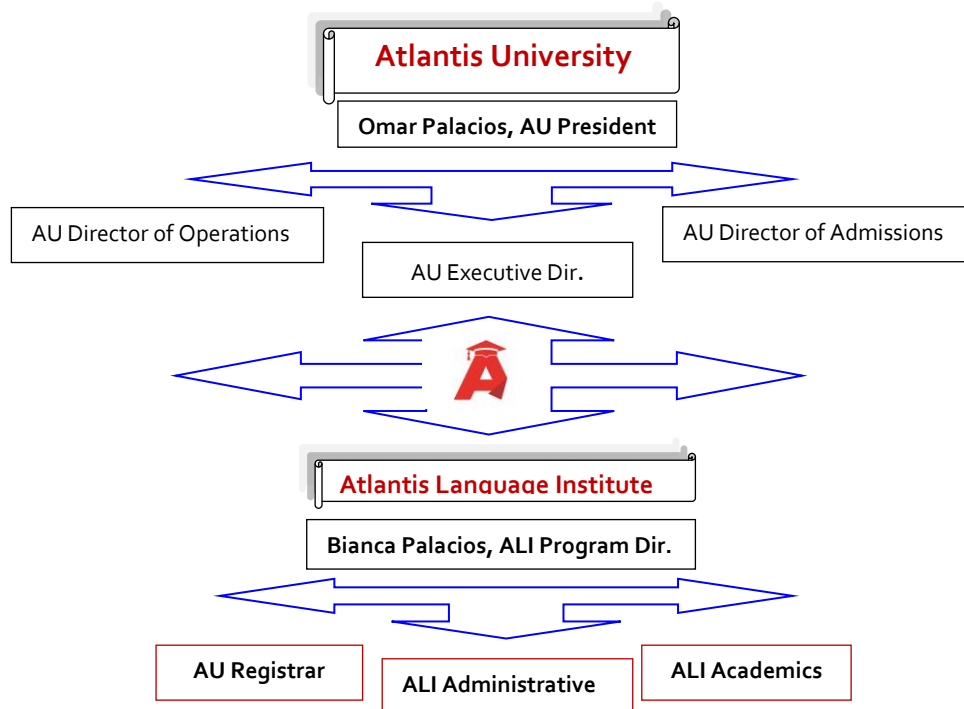 Atlantis University
Omar Palacios, AU President
AU Director of Operations
AU Director of Admissions
AU Executive Dir.
Atlantis Language Institute
Bianca Palacios, ALI Program Dir.
AU Registrar
ALI Administrative
ALI Academics